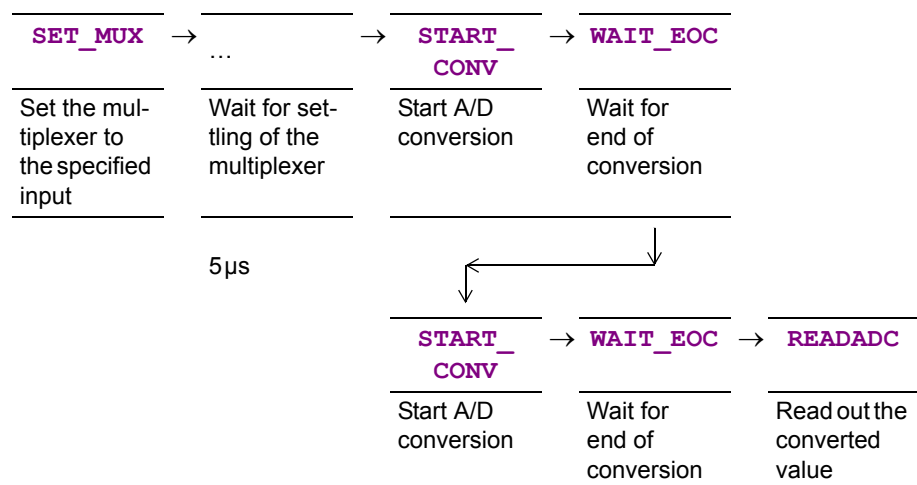 SET_MUX → … → START_ → WAIT_EOC
CONV
Set the mul-
tiplexer to
the specified
input
Wait for set-
tling of the
multiplexer
Start A/D
conversion
Wait for
end of
conversion
5µs
START_ → WAIT_EOC → READADC
CONV
Start A/D
conversion
Wait for
end of
conversion
Read out the
converted
value